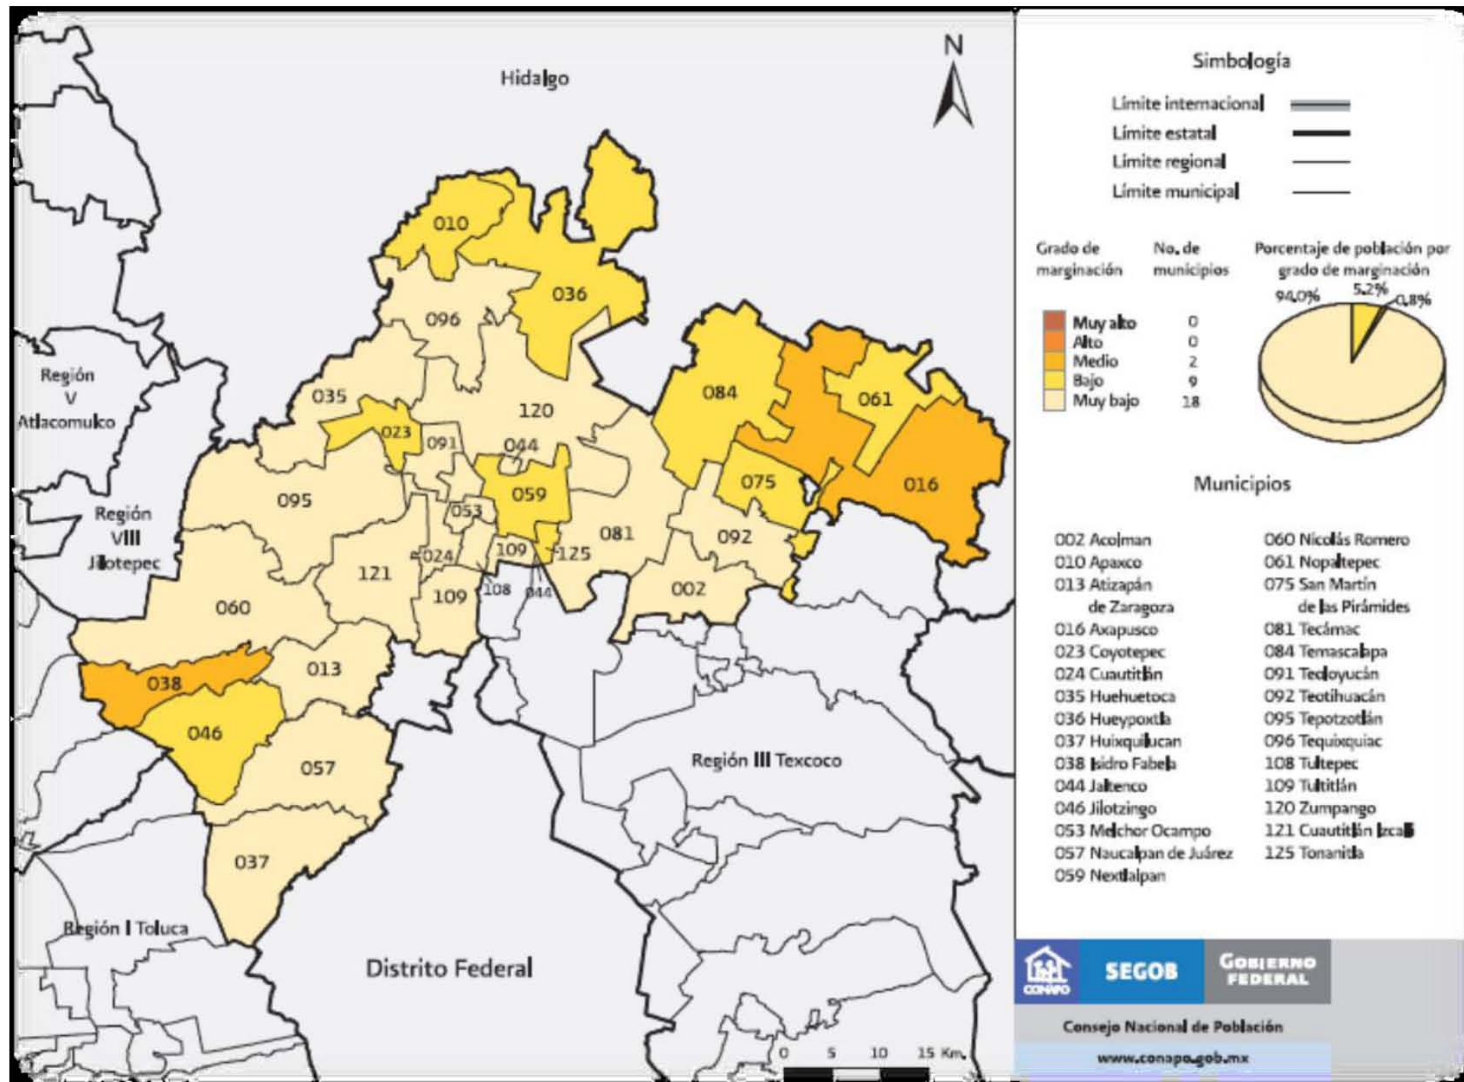 Hidalgo
N
010
036
096
035
084
061
120
023
091
044
016
095
059
075
053
081
092
024
109
125
121
108
044
002
060
109
013
038
046
057
037
Región
V
Atlacomulco
Región
VIII
Jilotepec
Región III Texcoco
Región I Toluca
Distrito Federal
0 5 10 15 Km.
Simbología
Límite internacional
Límite estatal
Límite regional
Límite municipal
Grado de marginación
No. de municipios
Porcentaje de población por
grado de marginación
94.0% 5.2% 0.8%
Muy alto 0
Alto 0
Medio 2
Bajo 9
Muy bajo 18
Municipios
002 Acolman
010 Apaxco
013 Atizapán
de Zaragoza
016 Axapusco
023 Coyotepec
024 Cuautitlán
035 Huehuetoca
036 Hueypoxtla
037 Huixquilucan
038 Isidro Fabela
044 Jaltenco
046 Jilotzingo
053 Melchor Ocampo
057 Naucalpan de Juárez
059 Nextlalpan
060 Nicolás Romero
061 Nopaltepec
075 San Martín
de las Pirámides
081 Tecámac
084 Temascalapa
091 Teoloyucán
092 Teotihuacán
095 Tepotzotlán
096 Tequixquiac
108 Tultepec
109 Tultitlán
120 Zumpango
121 Cuautitlán Izcalli
125 Tonanitla
CONAPO
SEGOB
GOBIERNO
FEDERAL
Consejo Nacional de Población
www.conapo.gob.mx